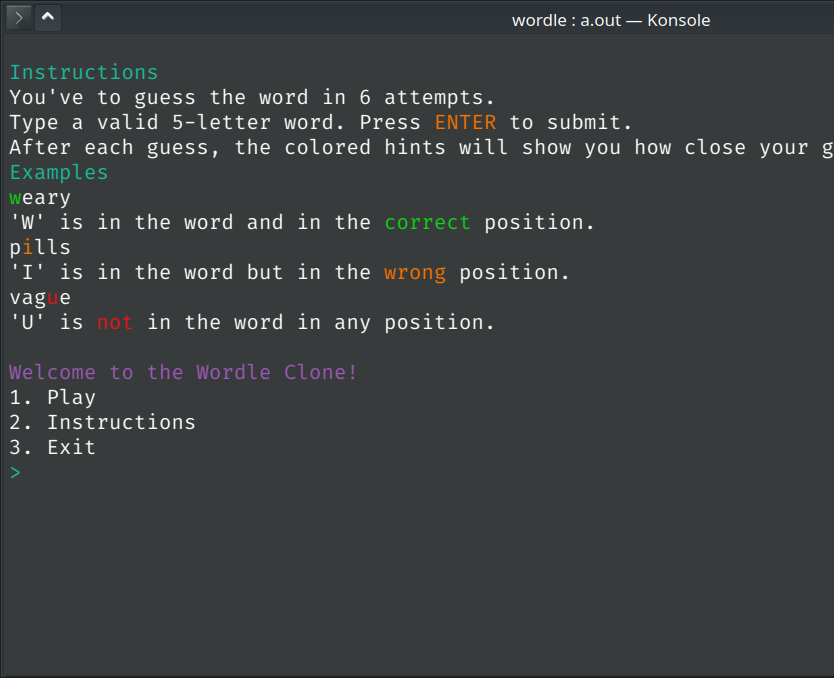 wordle : a.out — Konsole
Instructions
You've to guess the word in 6 attempts.
Type a valid 5-letter word. Press ENTER to submit.
After each guess, the colored hints will show you how close your g
Examples
weary
'W' is in the word and in the correct position.
pills
'I' is in the word but in the wrong position.
vague
'U' is not in the word in any position.
Welcome to the Wordle Clone!
1. Play
2. Instructions
3. Exit
>